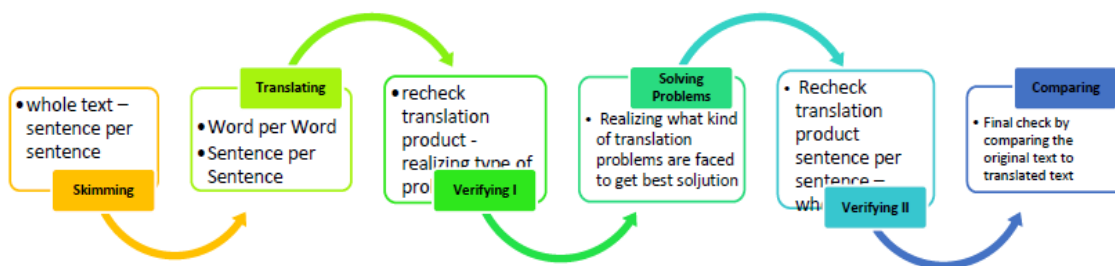 • whole text –
sentence per
sentence
Skimming
Translating
• Word per Word
• Sentence per
Sentence
• recheck
translation
product -
realizing type of
Verifying I
Solving
Problems
• Realizing what kind
of translation
problems are faced
to get best soljution
• Recheck
translation
product
sentence per
sentence –
Verifying II
Comparing
• Final check by
comparing the
original text to
translated text